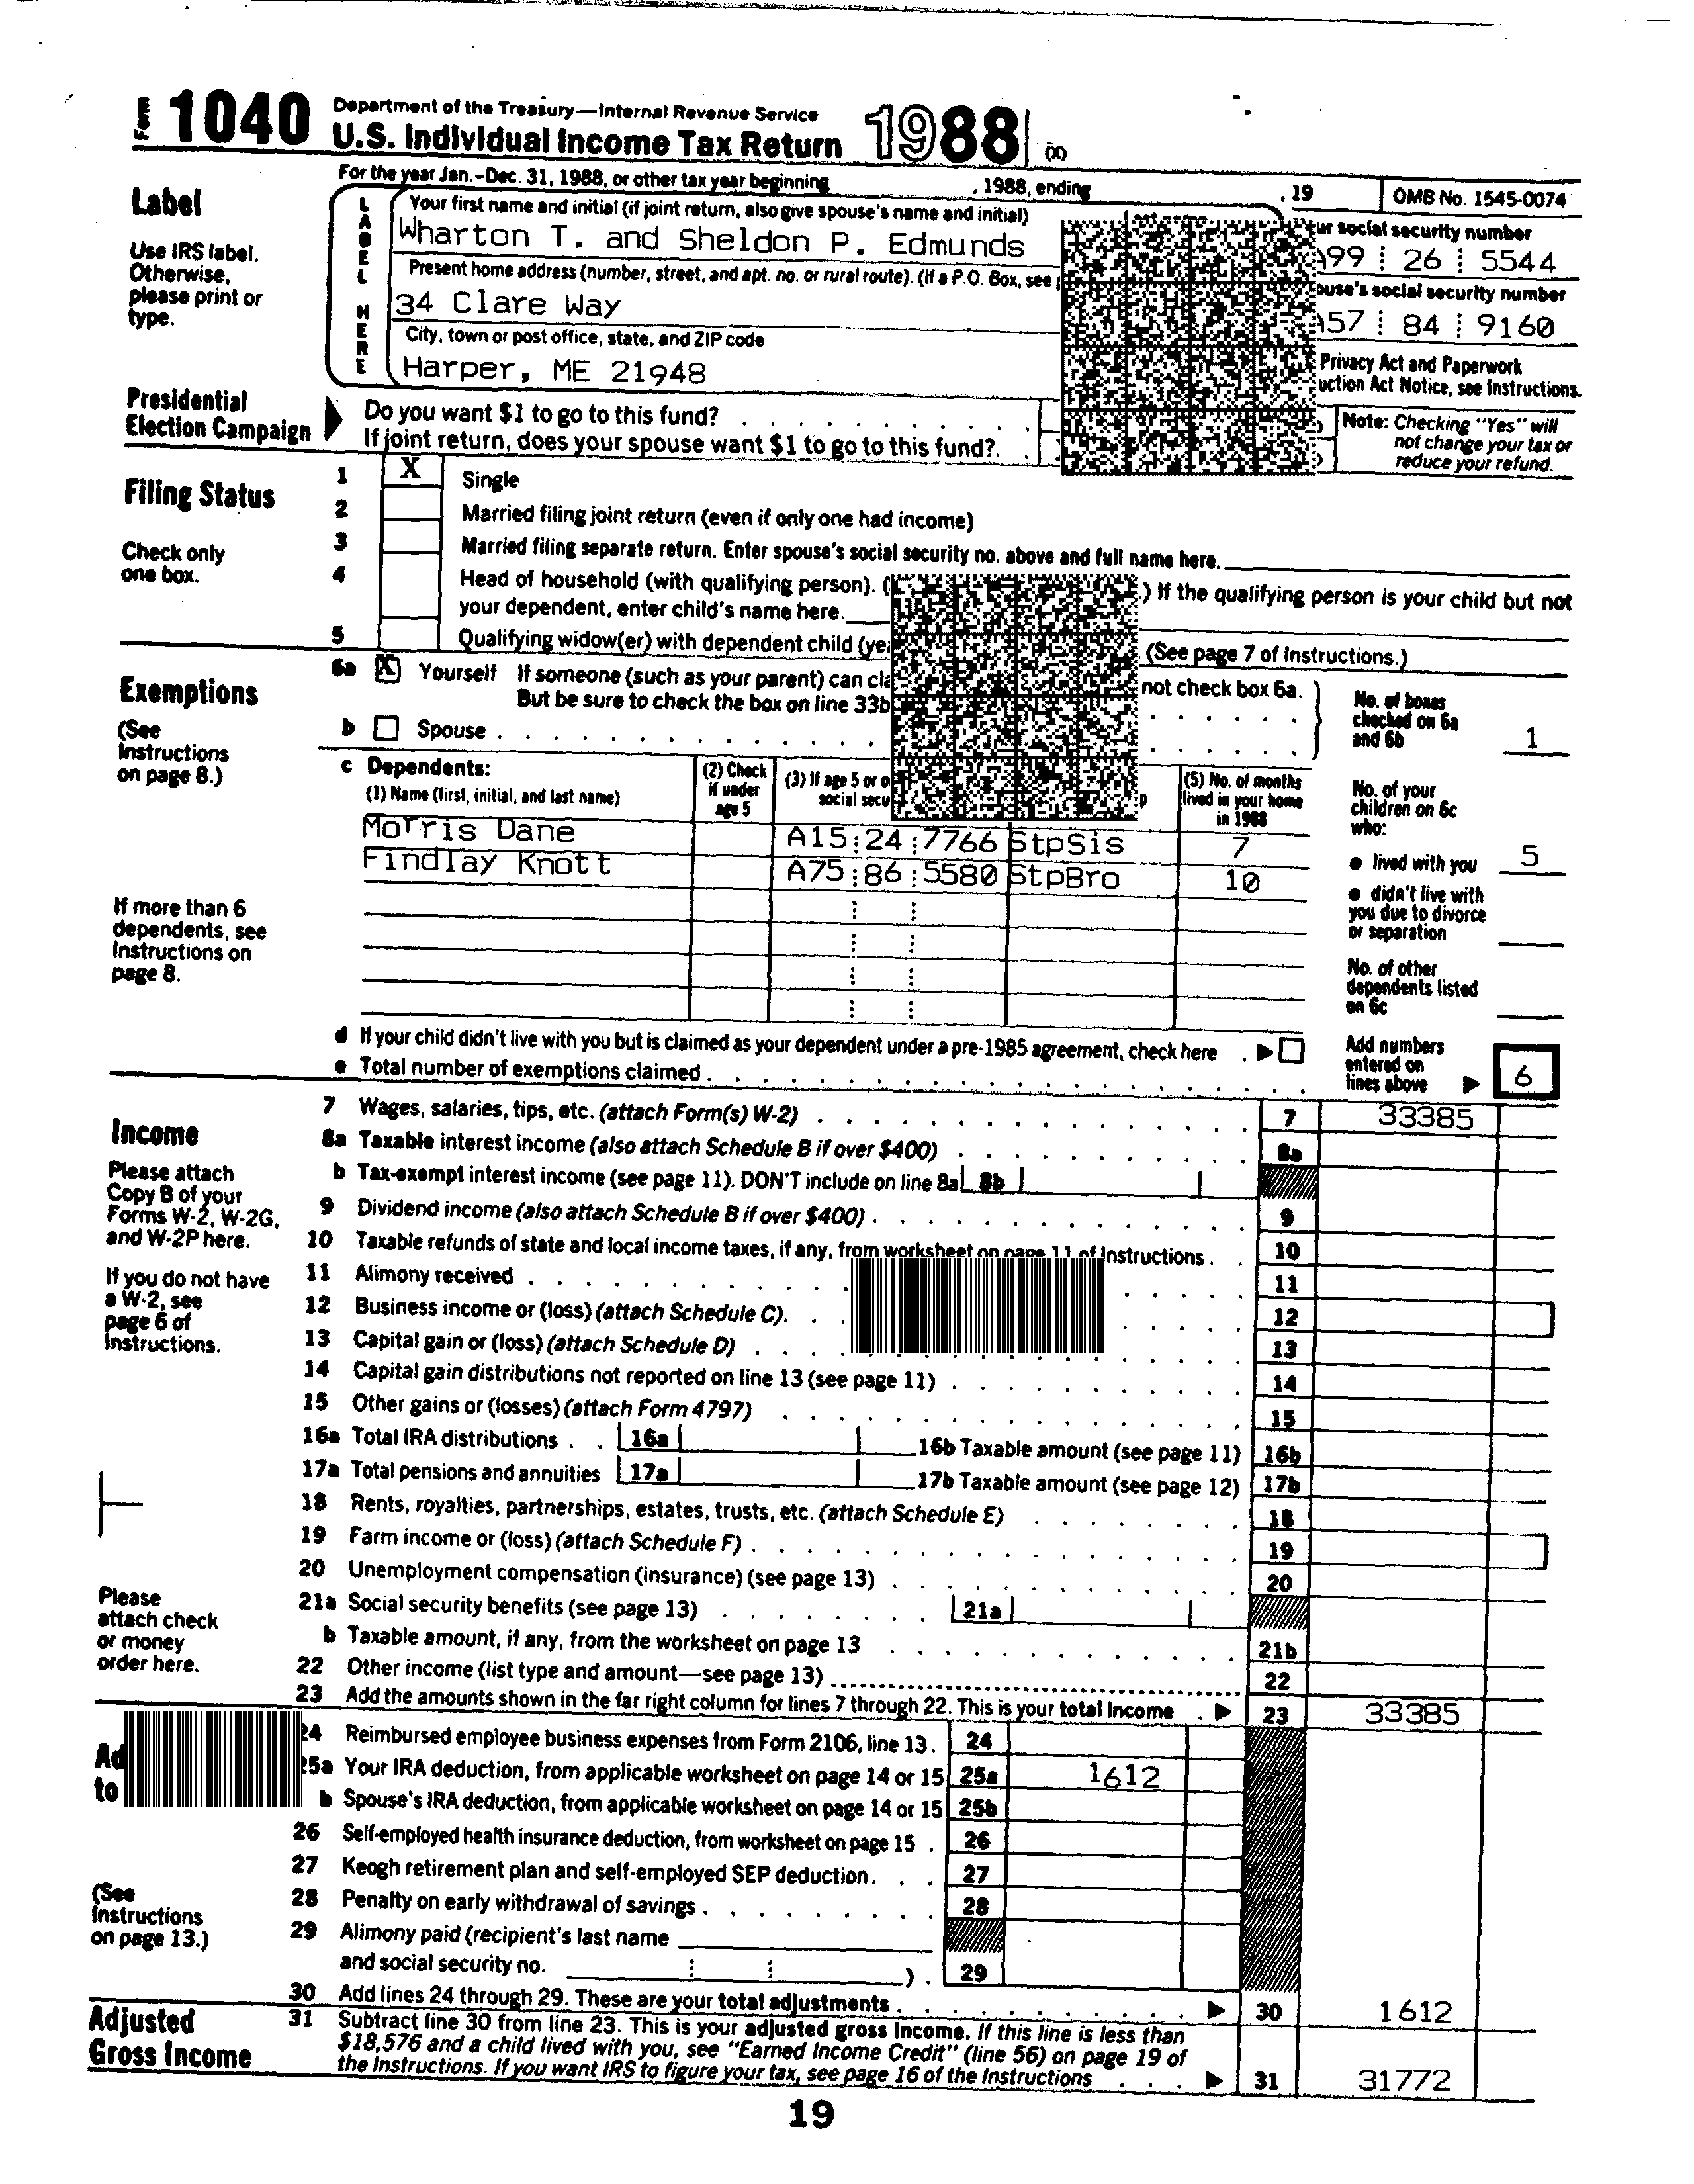 Form 1040 Department of the Treasury—Internal Revenue Service
U.S. Individual Income Tax Return 1988 (X)
For the year Jan.-Dec. 31, 1988, or other tax year beginning , 1988, ending , 19 OMB No. 1545-0074
Label
Use IRS label.
Otherwise,
please print or
type.
LABEL HERE
Your first name and initial (if joint return, also give spouse's name and initial)
Wharton T. and Sheldon P. Edmunds
social security number
99 26 5544
Present home address (number, street, and apt. no. or rural route). (If a P.O. Box, see
34 Clare Way
social security number
57 84 9160
City, town or post office, state, and ZIP code
Harper, ME 21948
Privacy Act and Paperwork
Act Notice, see Instructions.
Presidential
Election Campaign
Do you want $1 to go to this fund?
If joint return, does your spouse want $1 to go to this fund?
Note: Checking "Yes" will
not change your tax or
reduce your refund.
Filing Status
Check only
one box.
1 X Single
2 Married filing joint return (even if only one had income)
3 Married filing separate return. Enter spouse's social security no. above and full name here.
4 Head of household (with qualifying person). ( .) If the qualifying person is your child but not
your dependent, enter child's name here.
5 Qualifying widow(er) with dependent child ( (See page 7 of Instructions.)
Exemptions
(See
Instructions
on page 8.)
6a X Yourself If someone (such as your parent) can not check box 6a.
But be sure to check the box on line 33b
b Spouse
No. of boxes
checked on 6a
and 6b 1
c Dependents:
(1) Name (first, initial, and last name)
(2) Check
if under
age 5
(3) If age 5 or
social
(5) No. of months
lived in your home
in 1988
Morris Dane A15 24 7766 StpSis 7
Findlay Knott A75 86 5580 StpBro 10
No. of your
children on 6c
who:
● lived with you 5
● didn't live with
you due to divorce
or separation
No. of other
dependents listed
on 6c
If more than 6
dependents, see
Instructions on
page 8.
d If your child didn't live with you but is claimed as your dependent under a pre-1985 agreement, check here
e Total number of exemptions claimed
Add numbers
entered on
lines above 6
Income
Please attach
Copy B of your
Forms W-2, W-2G,
and W-2P here.
If you do not have
a W-2, see
page 6 of
Instructions.
Please
attach check
or money
order here.
7 Wages, salaries, tips, etc. (attach Form(s) W-2) 7 33385
8a Taxable interest income (also attach Schedule B if over $400) 8a
b Tax-exempt interest income (see page 11). DON'T include on line 8a 8b
9 Dividend income (also attach Schedule B if over $400) 9
10 Taxable refunds of state and local income taxes, if any, from worksheet on page 11 of Instructions 10
11 Alimony received 11
12 Business income or (loss) (attach Schedule C) 12
13 Capital gain or (loss) (attach Schedule D) 13
14 Capital gain distributions not reported on line 13 (see page 11) 14
15 Other gains or (losses) (attach Form 4797) 15
16a Total IRA distributions 16a 16b Taxable amount (see page 11) 16b
17a Total pensions and annuities 17a 17b Taxable amount (see page 12) 17b
18 Rents, royalties, partnerships, estates, trusts, etc. (attach Schedule E) 18
19 Farm income or (loss) (attach Schedule F) 19
20 Unemployment compensation (insurance) (see page 13) 20
21a Social security benefits (see page 13) 21a
b Taxable amount, if any, from the worksheet on page 13 21b
22 Other income (list type and amount—see page 13) 22
23 Add the amounts shown in the far right column for lines 7 through 22. This is your total income 23 33385
(See
Instructions
on page 13.)
24 Reimbursed employee business expenses from Form 2106, line 13. 24
25a Your IRA deduction, from applicable worksheet on page 14 or 15 25a 1612
b Spouse's IRA deduction, from applicable worksheet on page 14 or 15 25b
26 Self-employed health insurance deduction, from worksheet on page 15 26
27 Keogh retirement plan and self-employed SEP deduction 27
28 Penalty on early withdrawal of savings 28
29 Alimony paid (recipient's last name
and social security no. ) 29
30 Add lines 24 through 29. These are your total adjustments 30 1612
Adjusted
Gross Income
31 Subtract line 30 from line 23. This is your adjusted gross income. If this line is less than
$18,576 and a child lived with you, see "Earned Income Credit" (line 56) on page 19 of
the Instructions. If you want IRS to figure your tax, see page 16 of the Instructions 31 31772
19